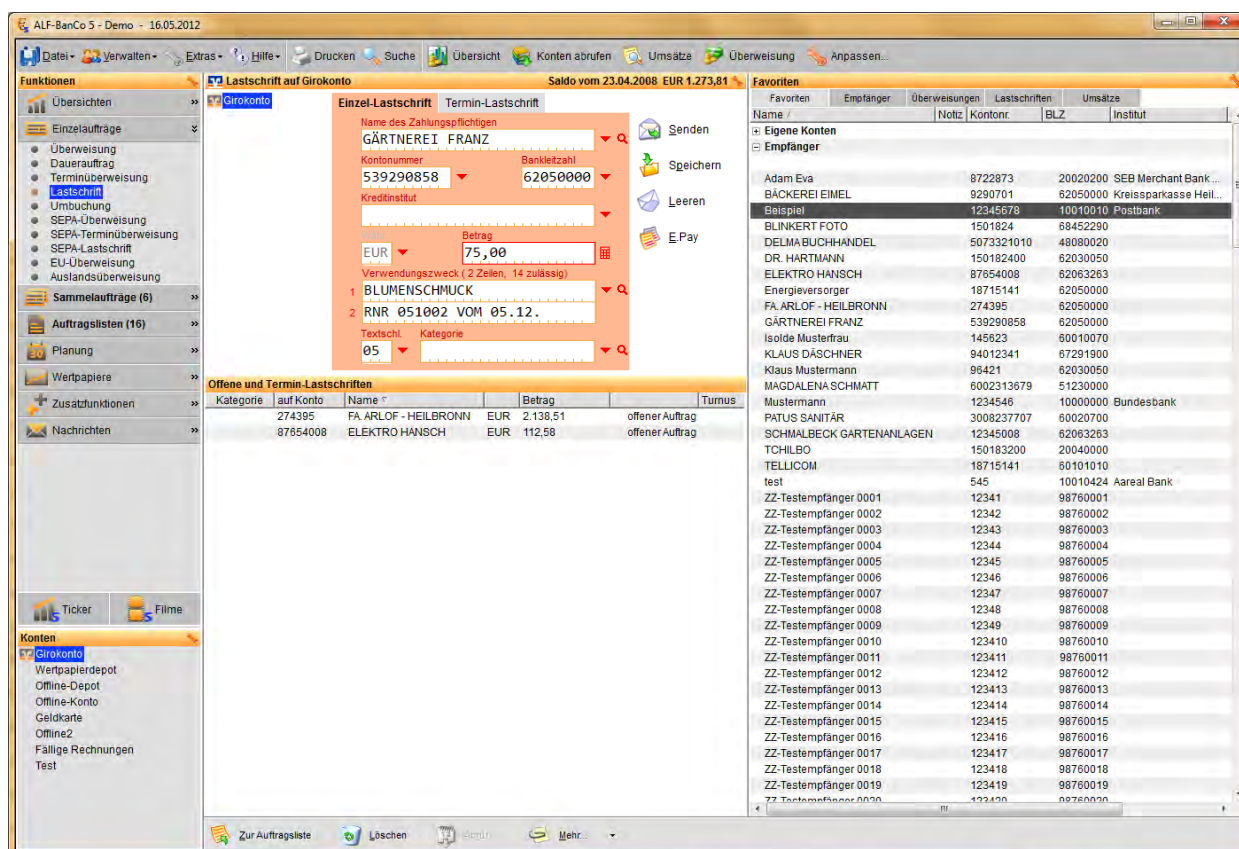 ALF-BanCo 5 - Demo - 16.05.2012
Datei Verwalten Extras Hilfe Drucken Suche Übersicht Konten abrufen Umsätze Überweisung Anpassen...
Funktionen
Übersichten
Einzelaufträge
Überweisung
Dauerauftrag
Terminüberweisung
Lastschrift
Umbuchung
SEPA-Überweisung
SEPA-Terminüberweisung
SEPA-Lastschrift
EU-Überweisung
Auslandsüberweisung
Sammelaufträge (6)
Auftragslisten (16)
Planung
Wertpapiere
Zusatzfunktionen
Nachrichten
Ticker Filme
Konten
Girokonto
Wertpapierdepot
Offline-Depot
Offline-Konto
Geldkarte
Offline2
Fällige Rechnungen
Test
Lastschrift auf Girokonto Saldo vom 23.04.2008 EUR 1.273,81
Girokonto
Einzel-Lastschrift Termin-Lastschrift
Name des Zahlungspflichtigen
GÄRTNEREI FRANZ
Kontonummer Bankleitzahl
539290858 62050000
Kreditinstitut
Betrag
EUR 75,00
Verwendungszweck ( 2 Zeilen, 14 zulässig)
1 BLUMENSCHMUCK
2 RNR 051002 VOM 05.12.
Textschl. Kategorie
05
Senden
Speichern
Leeren
E.Pay
Offene und Termin-Lastschriften
Kategorie auf Konto Name Betrag Turnus
274395 FA. ARLOF - HEILBRONN EUR 2.138,51 offener Auftrag
87654008 ELEKTRO HANSCH EUR 112,58 offener Auftrag
Zur Auftragsliste Löschen Mehr...
Favoriten
Favoriten Empfänger Überweisungen Lastschriften Umsätze
Name Notiz Kontonr. BLZ Institut
Eigene Konten
Empfänger
Adam Eva 8722873 20020200 SEB Merchant Bank ...
BÄCKEREI EIMEL 9290701 62050000 Kreissparkasse Heil...
Beispiel 12345678 10010010 Postbank
BLINKERT FOTO 1501824 68452290
DELMA BUCHHANDEL 5073321010 48080020
DR. HARTMANN 150182400 62030050
ELEKTRO HANSCH 87654008 62063263
Energieversorger 18715141 62050000
FA. ARLOF - HEILBRONN 274395 62050000
GÄRTNEREI FRANZ 539290858 62050000
Isolde Musterfrau 145623 60010070
KLAUS DÄSCHNER 94012341 67291900
Klaus Mustermann 96421 62030050
MAGDALENA SCHMATT 6002313679 51230000
Mustermann 1234546 10000000 Bundesbank
PATUS SANITÄR 3008237707 60020700
SCHMALBECK GARTENANLAGEN 12345008 62063263
TCHILBO 150183200 20040000
TELLICOM 18715141 60101010
test 545 10010424 Aareal Bank
ZZ-Testempfänger 0001 12341 98760001
ZZ-Testempfänger 0002 12342 98760002
ZZ-Testempfänger 0003 12343 98760003
ZZ-Testempfänger 0004 12344 98760004
ZZ-Testempfänger 0005 12345 98760005
ZZ-Testempfänger 0006 12346 98760006
ZZ-Testempfänger 0007 12347 98760007
ZZ-Testempfänger 0008 12348 98760008
ZZ-Testempfänger 0009 12349 98760009
ZZ-Testempfänger 0010 123410 98760010
ZZ-Testempfänger 0011 123411 98760011
ZZ-Testempfänger 0012 123412 98760012
ZZ-Testempfänger 0013 123413 98760013
ZZ-Testempfänger 0014 123414 98760014
ZZ-Testempfänger 0015 123415 98760015
ZZ-Testempfänger 0016 123416 98760016
ZZ-Testempfänger 0017 123417 98760017
ZZ-Testempfänger 0018 123418 98760018
ZZ-Testempfänger 0019 123419 98760019
ZZ-Testempfänger 0020 123420 98760020